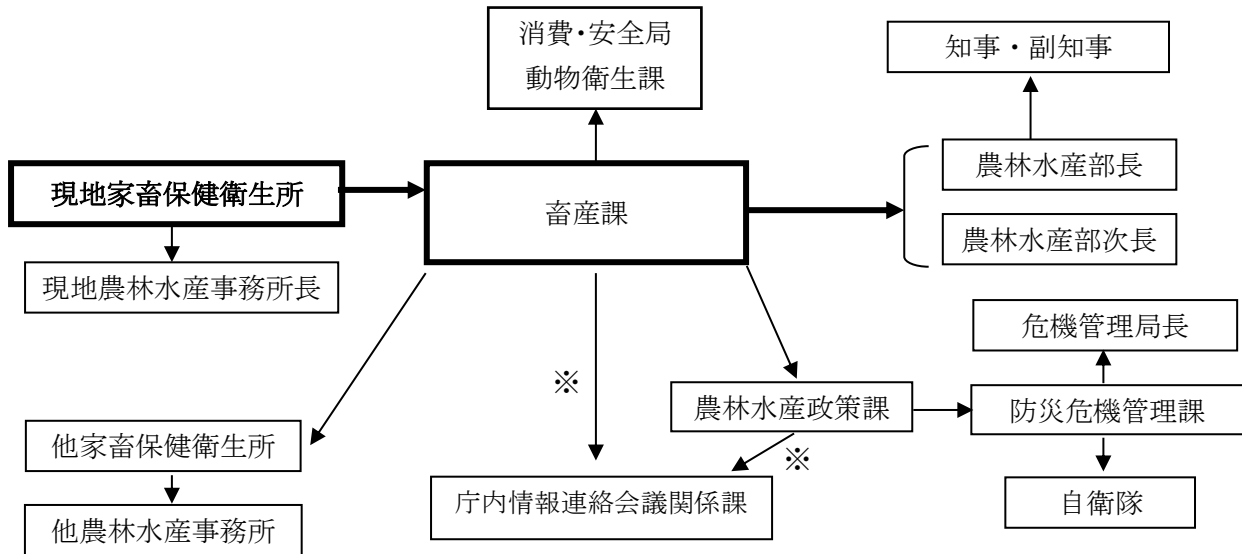 消費・安全局
動物衛生課
知事・副知事
農林水産部長
現地家畜保健衛生所
畜産課
農林水産部次長
現地農林水産事務所長
危機管理局長
※
農林水産政策課
防災危機管理課
他家畜保健衛生所
※
庁内情報連絡会議関係課
自衛隊
他農林水産事務所